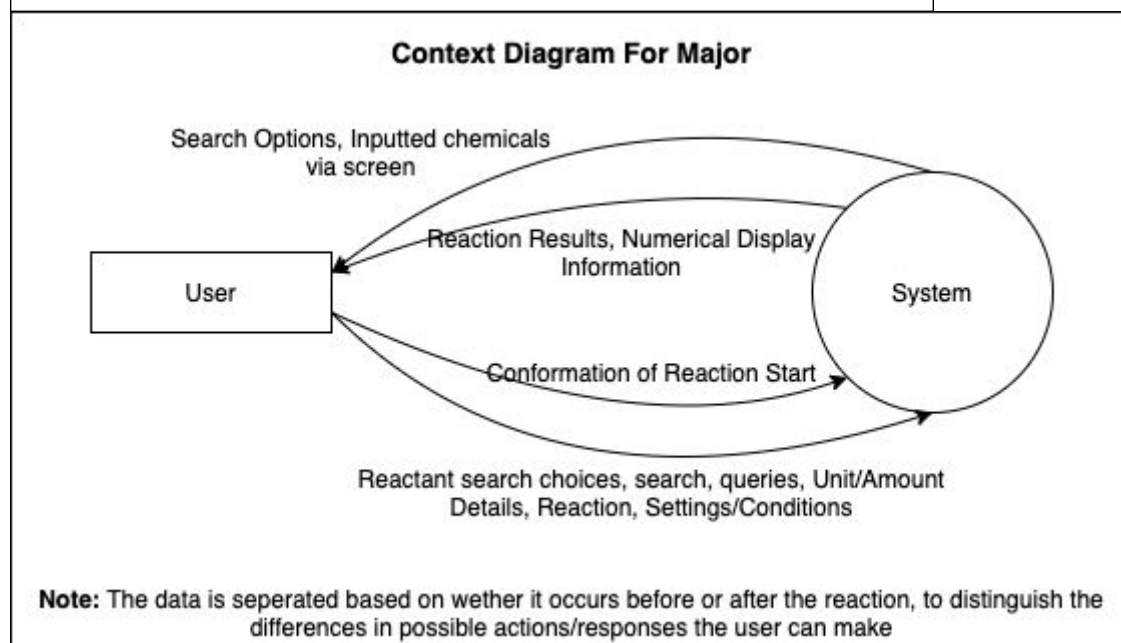 Context Diagram For Major
Search Options, Inputted chemicals
via screen
Reaction Results, Numerical Display
Information
User
System
Conformation of Reaction Start
Reactant search choices, search, queries, Unit/Amount
Details, Reaction, Settings/Conditions
Note: The data is seperated based on wether it occurs before or after the reaction, to distinguish the
differences in possible actions/responses the user can make